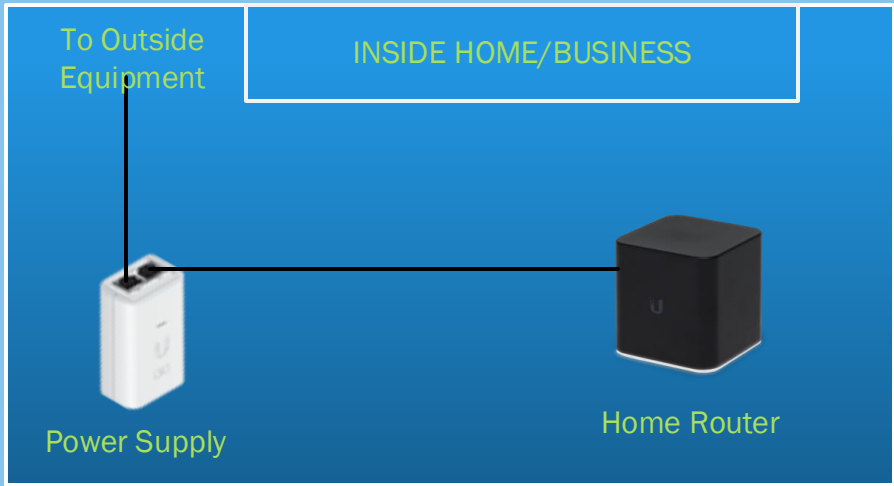 To Outside
Equipment
INSIDE HOME/BUSINESS
Power Supply
Home Router